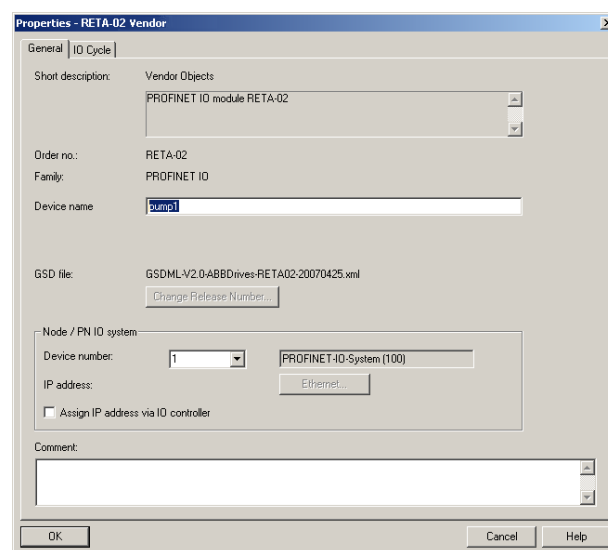 Properties - RETA-02 Vendor
General
IO Cycle
Short description: Vendor Objects
PROFINET IO module RETA-02
Order no.: RETA-02
Family: PROFINET IO
Device name pump1
GSD file: GSDML-V2.0-ABBDrives-RETA02-20070425.xml
Change Release Number...
Node / PN IO system
Device number: 1 PROFINET-IO-System (100)
IP address: Ethernet...
Assign IP address via IO controller
Comment:
OK Cancel Help